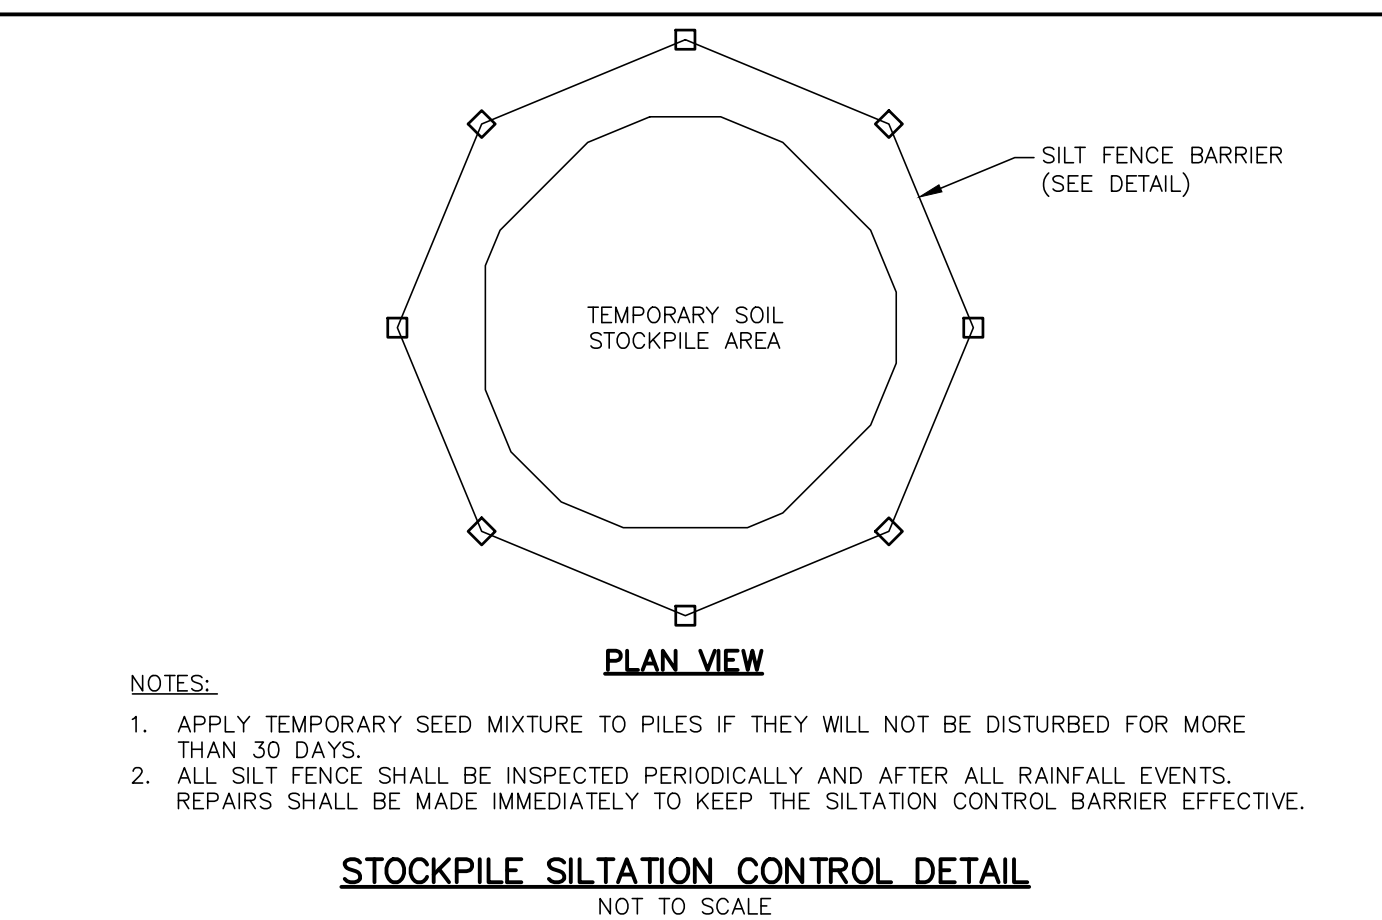 SILT FENCE BARRIER
(SEE DETAIL)
TEMPORARY SOIL
STOCKPILE AREA
PLAN VIEW
NOTES:
1. APPLY TEMPORARY SEED MIXTURE TO PILES IF THEY WILL NOT BE DISTURBED FOR MORE
THAN 30 DAYS.
2. ALL SILT FENCE SHALL BE INSPECTED PERIODICALLY AND AFTER ALL RAINFALL EVENTS.
REPAIRS SHALL BE MADE IMMEDIATELY TO KEEP THE SILTATION CONTROL BARRIER EFFECTIVE.
STOCKPILE SILTATION CONTROL DETAIL
NOT TO SCALE